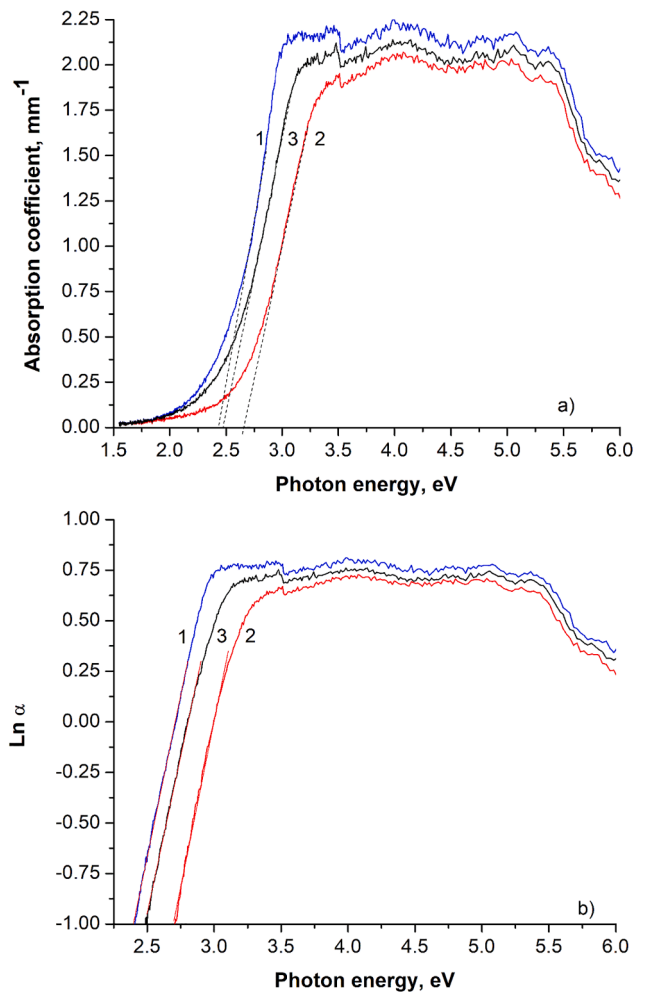 2.25
2.00
1.75
1.50
1.25
1.00
0.75
0.50
0.25
0.00
Absorption coefficient, mm-1
1 3 2
a)
1.5 2.0 2.5 3.0 3.5 4.0 4.5 5.0 5.5 6.0
Photon energy, eV
1.00
0.75
0.50
0.25
0.00
-0.25
-0.50
-0.75
-1.00
Ln α
1 3 2
b)
2.5 3.0 3.5 4.0 4.5 5.0 5.5 6.0
Photon energy, eV